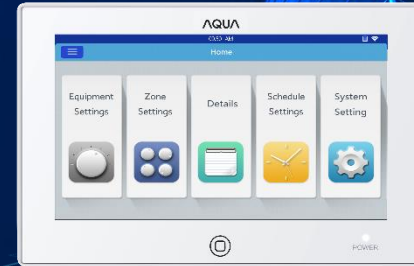 AQUA
Home
Equipment
Settings
Zone
Settings
Details
Schedule
Settings
System
Setting
POWER